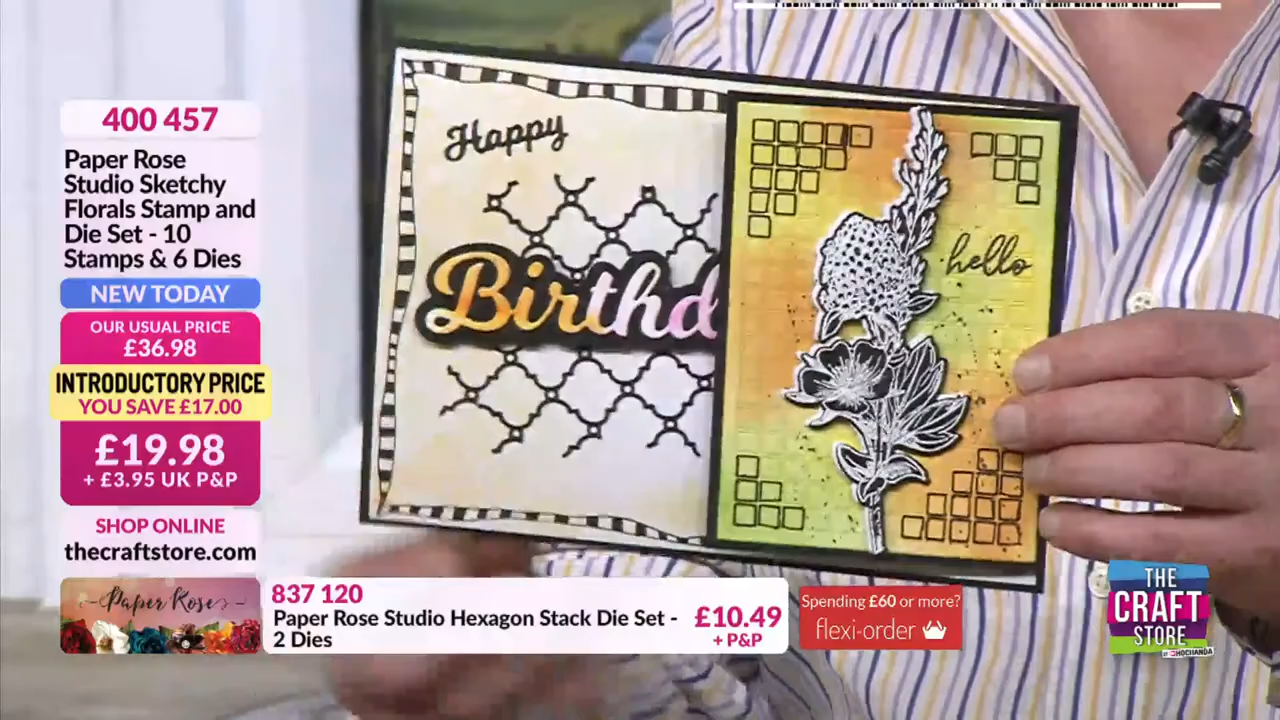 400 457
Paper Rose
Studio Sketchy
Florals Stamp and
Die Set - 10
Stamps & 6 Dies
NEW TODAY
OUR USUAL PRICE
£36.98
INTRODUCTORY PRICE
YOU SAVE £17.00
£19.98
+ £3.95 UK P&P
SHOP ONLINE
thecraftstore.com
Paper Rose
837 120
Paper Rose Studio Hexagon Stack Die Set -
2 Dies
£10.49
+ P&P
Spending £60 or more?
flexi-order
THE
CRAFT
STORE
BY HOCHANDA
Happy
Birthd
hello